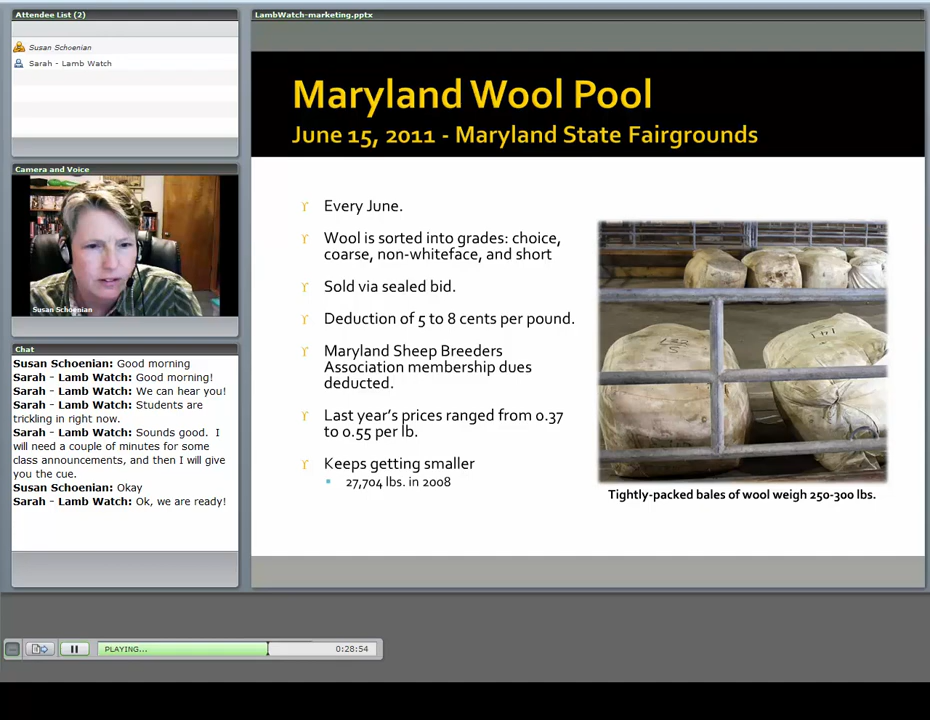 Attendee List (2)
Susan Schoenian
Sarah - Lamb Watch
Camera and Voice
Susan Schoenian
Chat
Susan Schoenian: Good morning
Sarah - Lamb Watch: Good morning!
Sarah - Lamb Watch: We can hear you!
Sarah - Lamb Watch: Students are
trickling in right now.
Sarah - Lamb Watch: Sounds good.  I
will need a couple of minutes for some
class announcements, and then I will give
you the cue.
Susan Schoenian: Okay
Sarah - Lamb Watch: Ok, we are ready!
LambWatch-marketing.pptx
Maryland Wool Pool
June 15, 2011 - Maryland State Fairgrounds
Every June.
Wool is sorted into grades: choice,
coarse, non-whiteface, and short
Sold via sealed bid.
Deduction of 5 to 8 cents per pound.
Maryland Sheep Breeders
Association membership dues
deducted.
Last year's prices ranged from 0.37
to 0.55 per lb.
Keeps getting smaller
27,704 lbs. in 2008
Tightly-packed bales of wool weigh 250-300 lbs.
PLAYING...
0:28:54